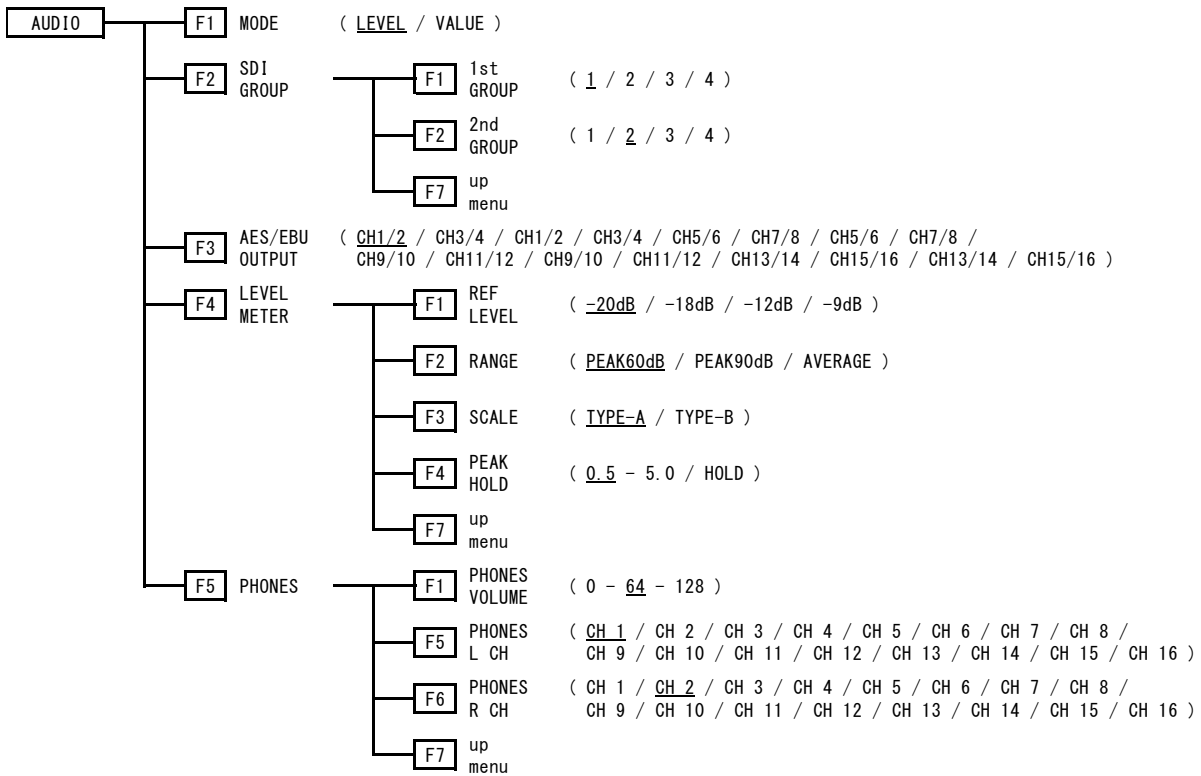 AUDIO F1 MODE ( LEVEL / VALUE )
F2 SDI GROUP F1 1st GROUP ( 1 / 2 / 3 / 4 )
F2 2nd GROUP ( 1 / 2 / 3 / 4 )
F7 up menu
F3 AES/EBU OUTPUT ( CH1/2 / CH3/4 / CH1/2 / CH3/4 / CH5/6 / CH7/8 / CH5/6 / CH7/8 /
CH9/10 / CH11/12 / CH9/10 / CH11/12 / CH13/14 / CH15/16 / CH13/14 / CH15/16 )
F4 LEVEL METER F1 REF LEVEL ( -20dB / -18dB / -12dB / -9dB )
F2 RANGE ( PEAK60dB / PEAK90dB / AVERAGE )
F3 SCALE ( TYPE-A / TYPE-B )
F4 PEAK HOLD ( 0.5 - 5.0 / HOLD )
F7 up menu
F5 PHONES F1 PHONES VOLUME ( 0 - 64 - 128 )
F5 PHONES L CH ( CH 1 / CH 2 / CH 3 / CH 4 / CH 5 / CH 6 / CH 7 / CH 8 /
CH 9 / CH 10 / CH 11 / CH 12 / CH 13 / CH 14 / CH 15 / CH 16 )
F6 PHONES R CH ( CH 1 / CH 2 / CH 3 / CH 4 / CH 5 / CH 6 / CH 7 / CH 8 /
CH 9 / CH 10 / CH 11 / CH 12 / CH 13 / CH 14 / CH 15 / CH 16 )
F7 up menu